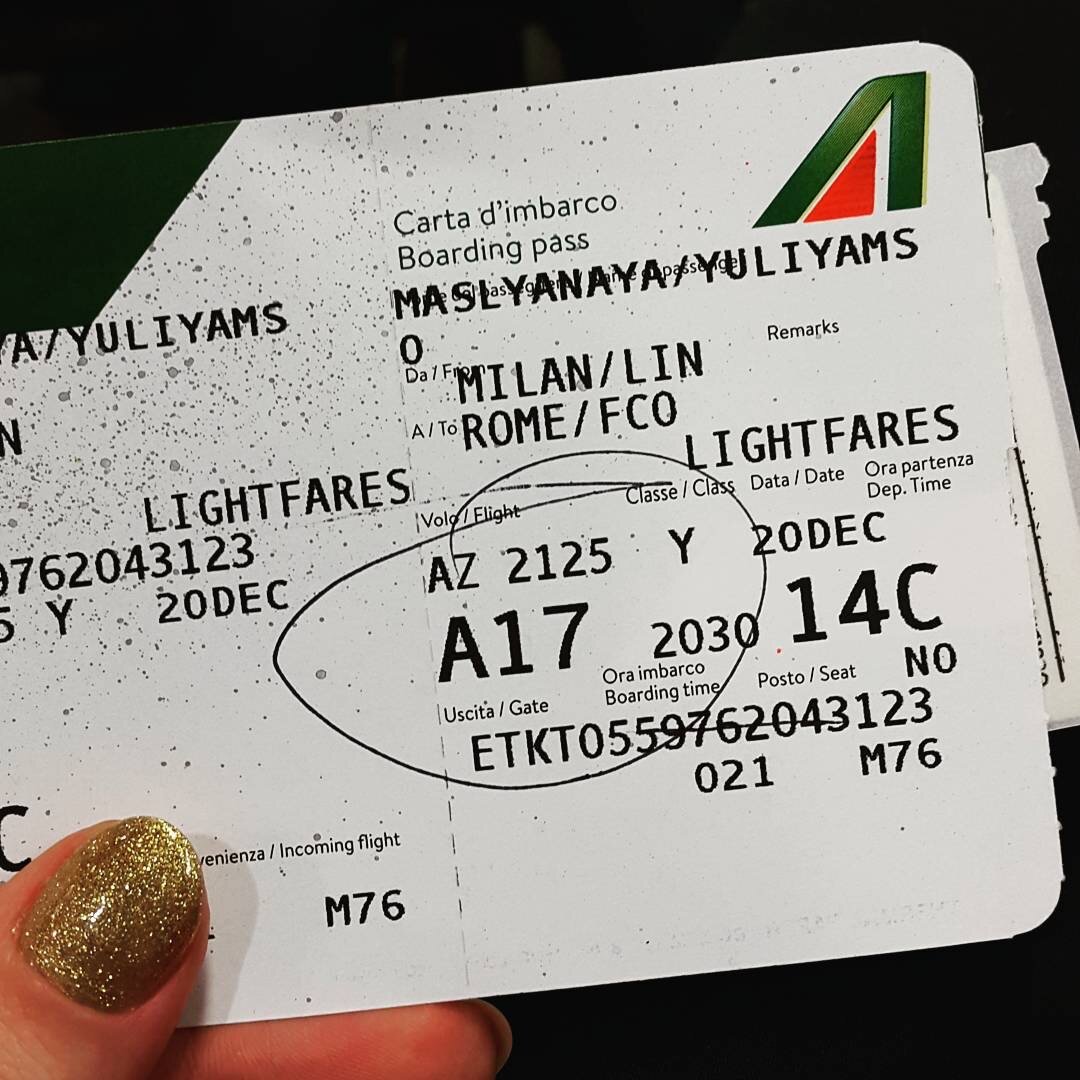 Carta d'imbarco
Boarding pass
MASLYANAYA/YULIYAMS
O
Remarks
Da / From MILAN/LIN
A / To ROME/FCO
LIGHTFARES
Volo / Flight Classe / Class Data / Date Ora partenza
Dep. Time
AZ 2125 Y 20DEC
A17 2030 14C
Uscita / Gate Ora imbarco
Boarding time Posto / Seat NO
ETKT0559762043123
021 M76
YA/YULIYAMS
N
LIGHTFARES
9762043123
5 Y 20DEC
C
venienza / Incoming flight
M76